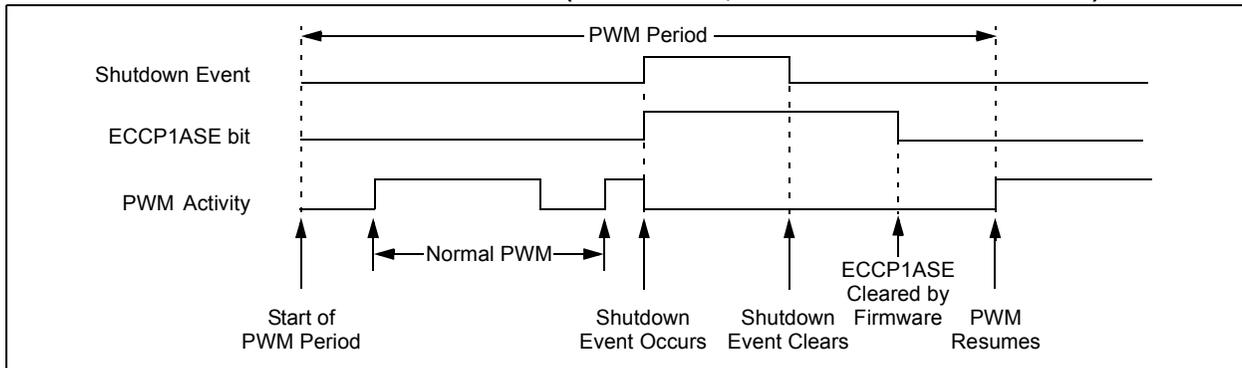 PWM Period
Shutdown Event
ECCP1ASE bit
PWM Activity
Normal PWM
Start of
PWM Period
Shutdown
Event Occurs
Shutdown
Event Clears
ECCP1ASE
Cleared by
Firmware
PWM
Resumes